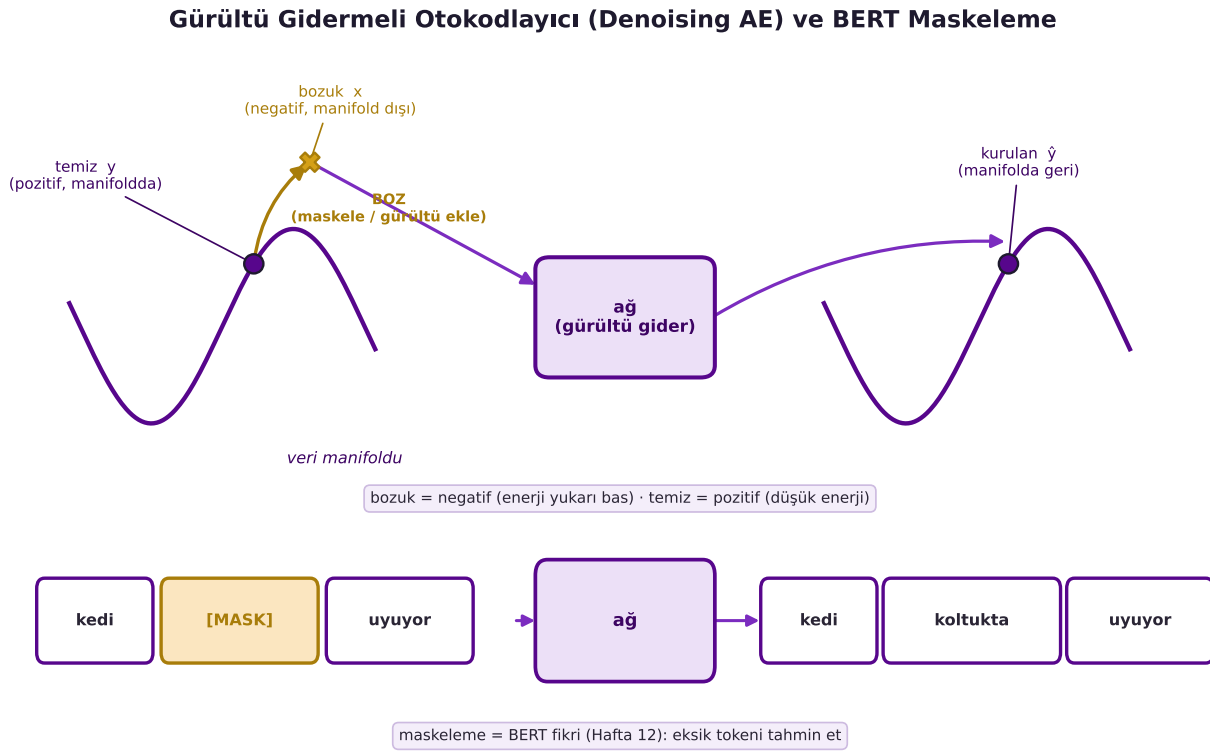 Gürültü Gidermeli Otokodlayıcı (Denoising AE) ve BERT Maskeleme
bozuk x
(negatif, manifold dışı)
temiz y
(pozitif, manifoldda)
BOZ
(maskele / gürültü ekle)
kurulan ŷ
(manifolda geri)
ağ
(gürültü gider)
veri manifoldu
bozuk = negatif (enerji yukarı bas) · temiz = pozitif (düşük enerji)
kedi
[MASK]
uyuyor
ağ
kedi
koltukta
uyuyor
maskeleme = BERT fikri (Hafta 12): eksik tokeni tahmin et